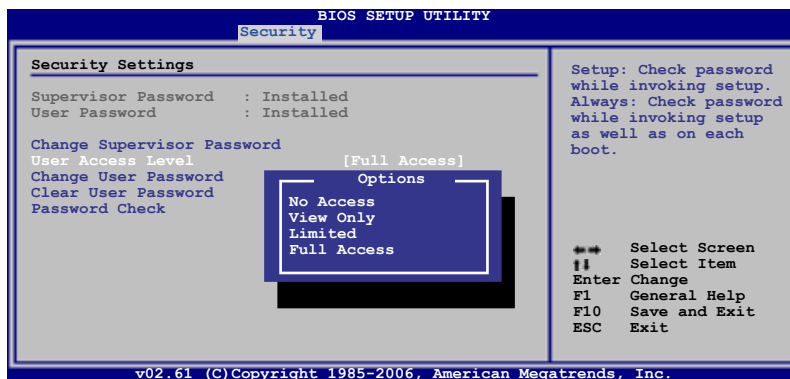 BIOS SETUP UTILITY
Security
Security Settings
Supervisor Password : Installed
User Password : Installed
Change Supervisor Password
User Access Level [Full Access]
Change User Password
Clear User Password
Password Check
Options
No Access
View Only
Limited
Full Access
Setup: Check password
while invoking setup.
Always: Check password
while invoking setup
as well as on each
boot.
Select Screen
Select Item
Enter Change
F1 General Help
F10 Save and Exit
ESC Exit
v02.61 (C)Copyright 1985-2006, American Megatrends, Inc.